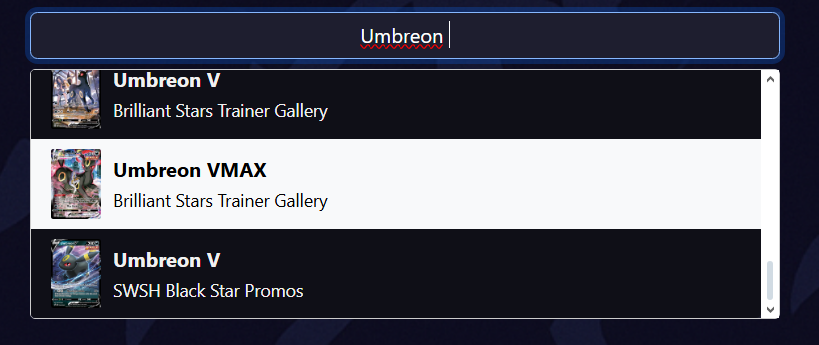 Umbreon
Umbreon V
Brilliant Stars Trainer Gallery
Umbreon VMAX
Brilliant Stars Trainer Gallery
Umbreon V
SWSH Black Star Promos